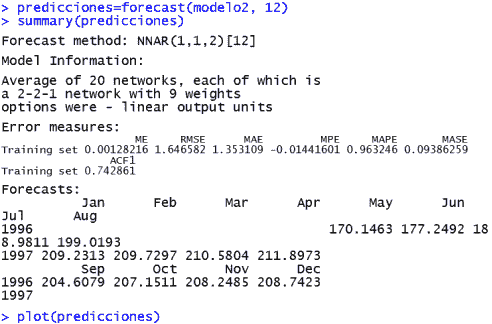 > predicciones=forecast(modelo2, 12)
> summary(predicciones)
Forecast method: NNAR(1,1,2)[12]
Model Information:
Average of 20 networks, each of which is
a 2-2-1 network with 9 weights
options were - linear output units
Error measures:
ME RMSE MAE MPE MAPE MASE
Training set 0.00128216 1.646582 1.353109 -0.01441601 0.963246 0.09386259
ACF1
Training set 0.742861
Forecasts:
Jan Feb Mar Apr May Jun
Jul Aug
1996 170.1463 177.2492 18
8.9811 199.0193
1997 209.2313 209.7297 210.5804 211.8973
Sep Oct Nov Dec
1996 204.6079 207.1511 208.2485 208.7423
1997
> plot(predicciones)